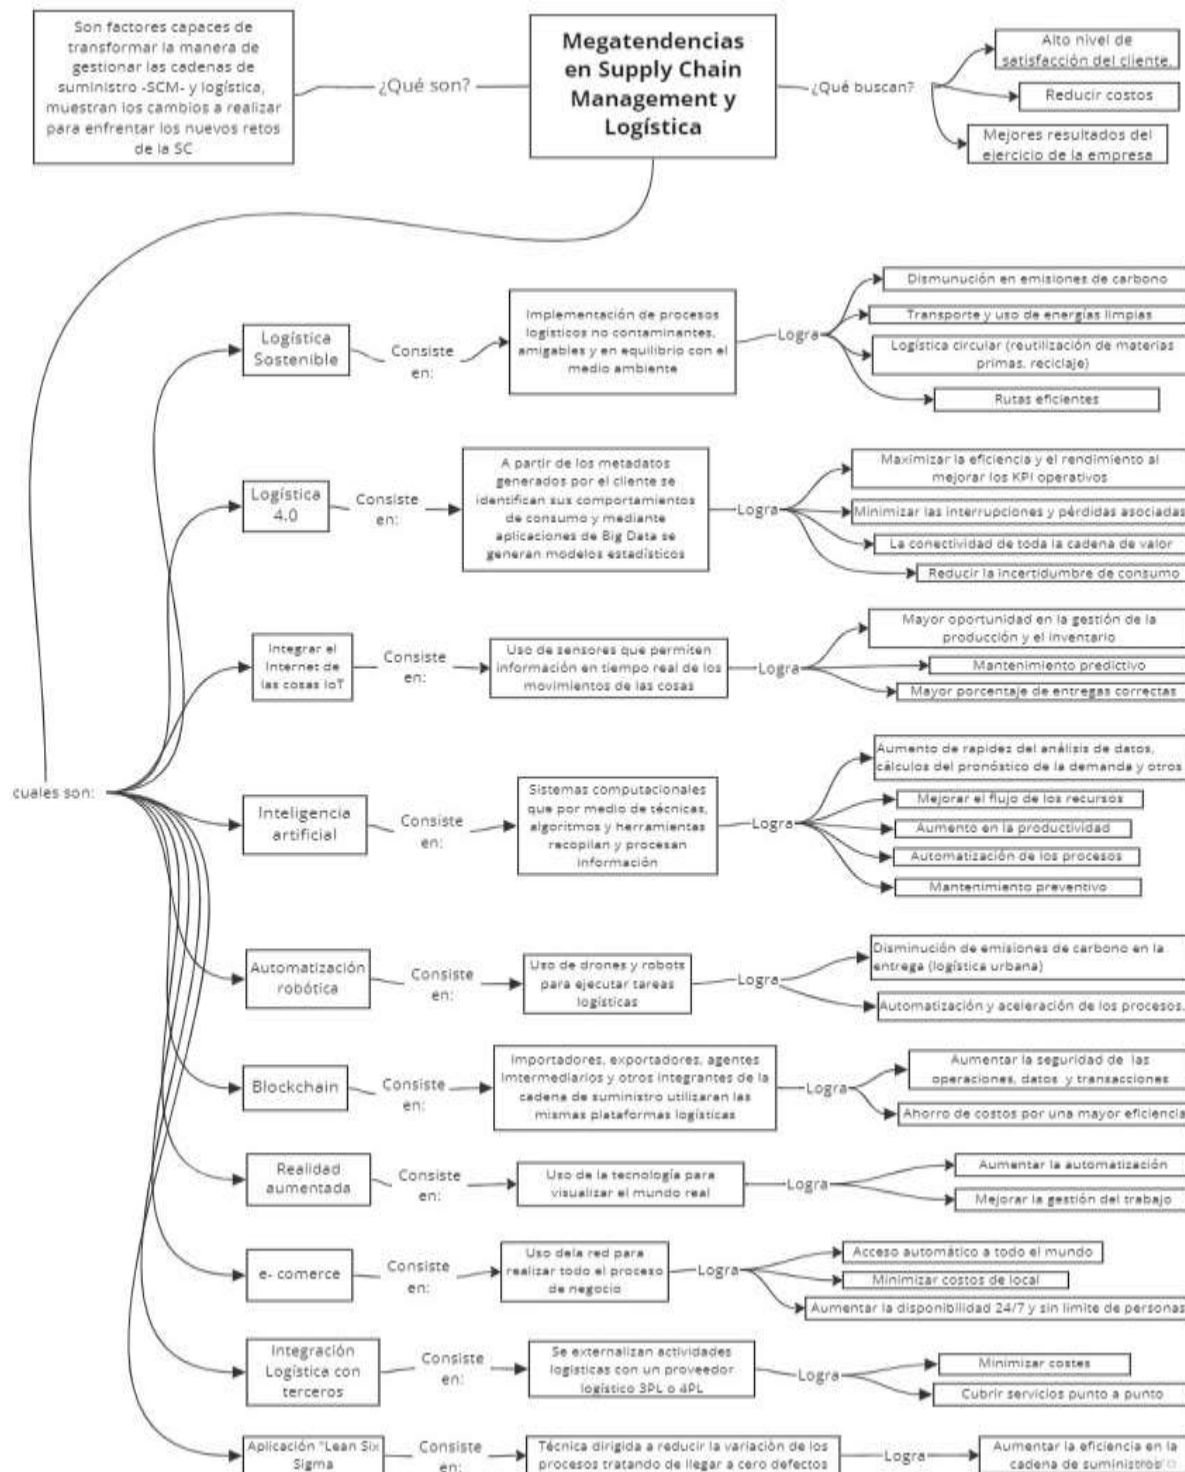 Son factores capaces de
transformar la manera de
gestionar las cadenas de
suministro -SCM- y logística,
muestran los cambios a realizar
para enfrentar los nuevos retos
de la SC
¿Qué son?
Megatendencias
en Supply Chain
Management y
Logística
¿Qué buscan?
Alto nivel de
satisfacción del cliente.
Reducir costos
Mejores resultados del
ejercicio de la empresa
cuales son:
Logística
Sostenible
Consiste
en:
Implementación de procesos
logísticos no contaminantes,
amigables y en equilibrio con el
medio ambiente
Logra
Dismunución en emisiones de carbono
Transporte y uso de energías limpias
Logística circular (reutilización de materias
primas, reciclaje)
Rutas eficientes
Logística
4.0
Consiste
en:
A partir de los metadatos
generados por el cliente se
identifican sus comportamientos
de consumo y mediante
aplicaciones de Big Data se
generan modelos estadísticos
Logra
Maximizar la eficiencia y el rendimiento al
mejorar los KPI operativos
Minimizar las interrupciones y pérdidas asociadas
La conectividad de toda la cadena de valor
Reducir la incertidumbre de consumo
Integrar el
Internet de
las cosas IoT
Consiste
en:
Uso de sensores que permiten
información en tiempo real de los
movimientos de las cosas
Logra
Mayor oportunidad en la gestión de la
producción y el inventario
Mantenimiento predictivo
Mayor porcentaje de entregas correctas
Inteligencia
artificial
Consiste
en:
Sistemas computacionales
que por medio de técnicas,
algoritmos y herramientas
recopilan y procesan
información
Logra
Aumento de rapidez del análisis de datos,
cálculos del pronóstico de la demanda y otros
Mejorar el flujo de los recursos
Aumento en la productividad
Automatización de los procesos
Mantenimiento preventivo
Automatización
robótica
Consiste
en:
Uso de drones y robots
para ejecutar tareas
logísticas
Logra
Disminución de emisiones de carbono en la
entrega (logística urbana)
Automatización y aceleración de los procesos.
Blockchain
Consiste
en:
Importadores, exportadores, agentes
imtermediarios y otros integrantes de la
cadena de suministro utilizaran las
mismas plataformas logísticas
Logra
Aumentar la seguridad de las
operaciones, datos y transacciones
Ahorro de costos por una mayor eficiencia
Realidad
aumentada
Consiste
en:
Uso de la tecnología para
visualizar el mundo real
Logra
Aumentar la automatización
Mejorar la gestión del trabajo
e- comerce
Consiste
en:
Uso dela red para
realizar todo el proceso
de negocio
Logra
Acceso automático a todo el mundo
Minimizar costos de local
Aumentar la disponibilidad 24/7 y sin limite de personas
Integración
Logística con
terceros
Consiste
en:
Se externalizan actividades
logísticas con un proveedor
logístico 3PL o 4PL
Logra
Minimizar costes
Cubrir servicios punto a punto
Aplicación "Lean Six
Sigma
Consiste
en:
Técnica dirigida a reducir la variación de los
procesos tratando de llegar a cero defectos
Logra
Aumentar la eficiencia en la
cadena de suministros